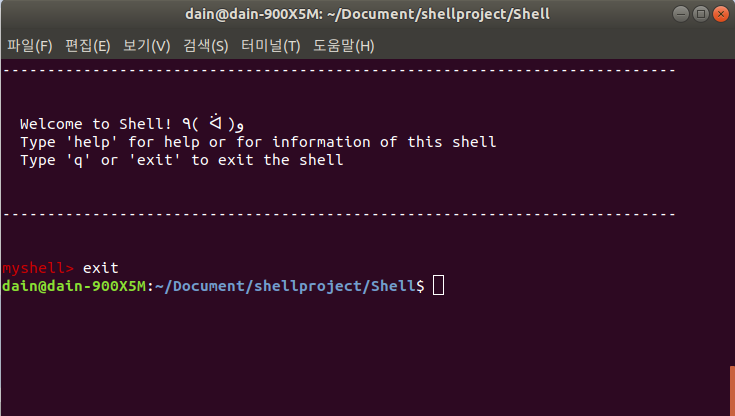 dain@dain-900X5M: ~/Document/shellproject/Shell
파일(F) 편집(E) 보기(V) 검색(S) 터미널(T) 도움말(H)
---------------------------------------------------------------------------
Welcome to Shell! ٩( ᐛ )و
Type 'help' for help or for information of this shell
Type 'q' or 'exit' to exit the shell
---------------------------------------------------------------------------
myshell> exit
dain@dain-900X5M:~/Document/shellproject/Shell$